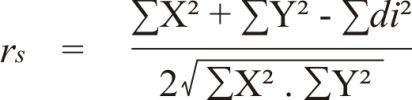 rs = ∑X² + ∑Y² - ∑di²
2√∑X² . ∑Y²